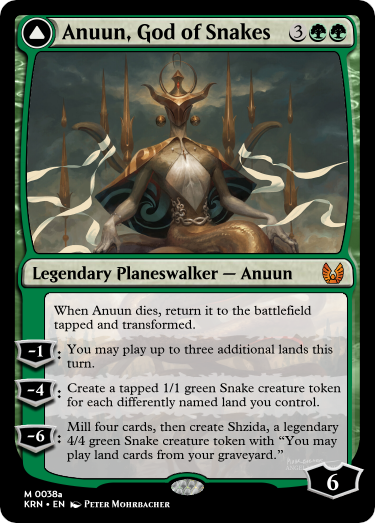 Anuun, God of Snakes 3
Legendary Planeswalker — Anuun
When Anuun dies, return it to the battlefield
tapped and transformed.
-1: You may play up to three additional lands this
turn.
-4: Create a tapped 1/1 green Snake creature token
for each differently named land you control.
-6: Mill four cards, then create Shzida, a legendary
4/4 green Snake creature token with “You may
play land cards from your graveyard.”
6
M 0038a
KRN • EN Peter Mohrbacher